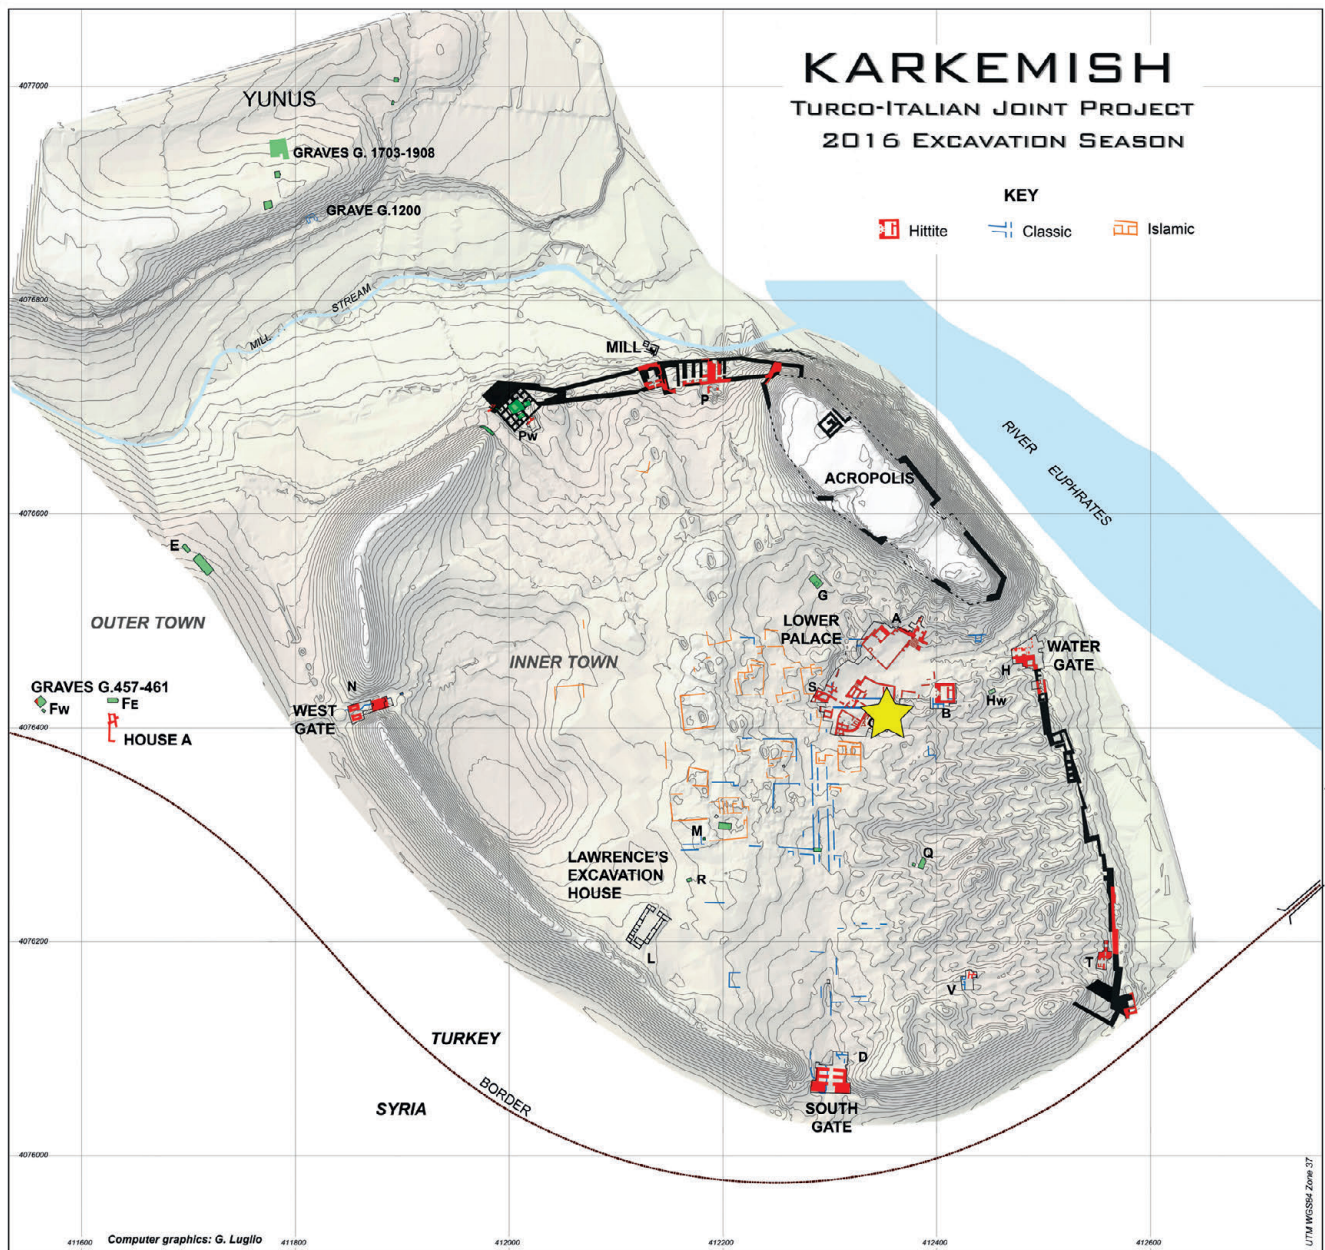 KARKEMISH
TURCO-ITALIAN JOINT PROJECT
2016 EXCAVATION SEASON
KEY
Hittite
Classic
Islamic
4077000
YUNUS
GRAVES G. 1703-1908
GRAVE G.1200
4076800
MILL STREAM
MILL
P
Pw
RIVER EUPHRATES
ACROPOLIS
4076600
E
G
OUTER TOWN
LOWER
PALACE
A
INNER TOWN
WATER
GATE
H
GRAVES G.457-461
Fw
FE
HOUSE A
N
WEST
GATE
S
B
Hw
4076400
M
LAWRENCE'S
EXCAVATION
HOUSE
R
Q
4076200
L
T
V
TURKEY
BORDER
SYRIA
D
SOUTH
GATE
4076000
UTM WGS84 Zone 37
411600
Computer graphics: G. Luglio
411800
412000
412200
412400
412600